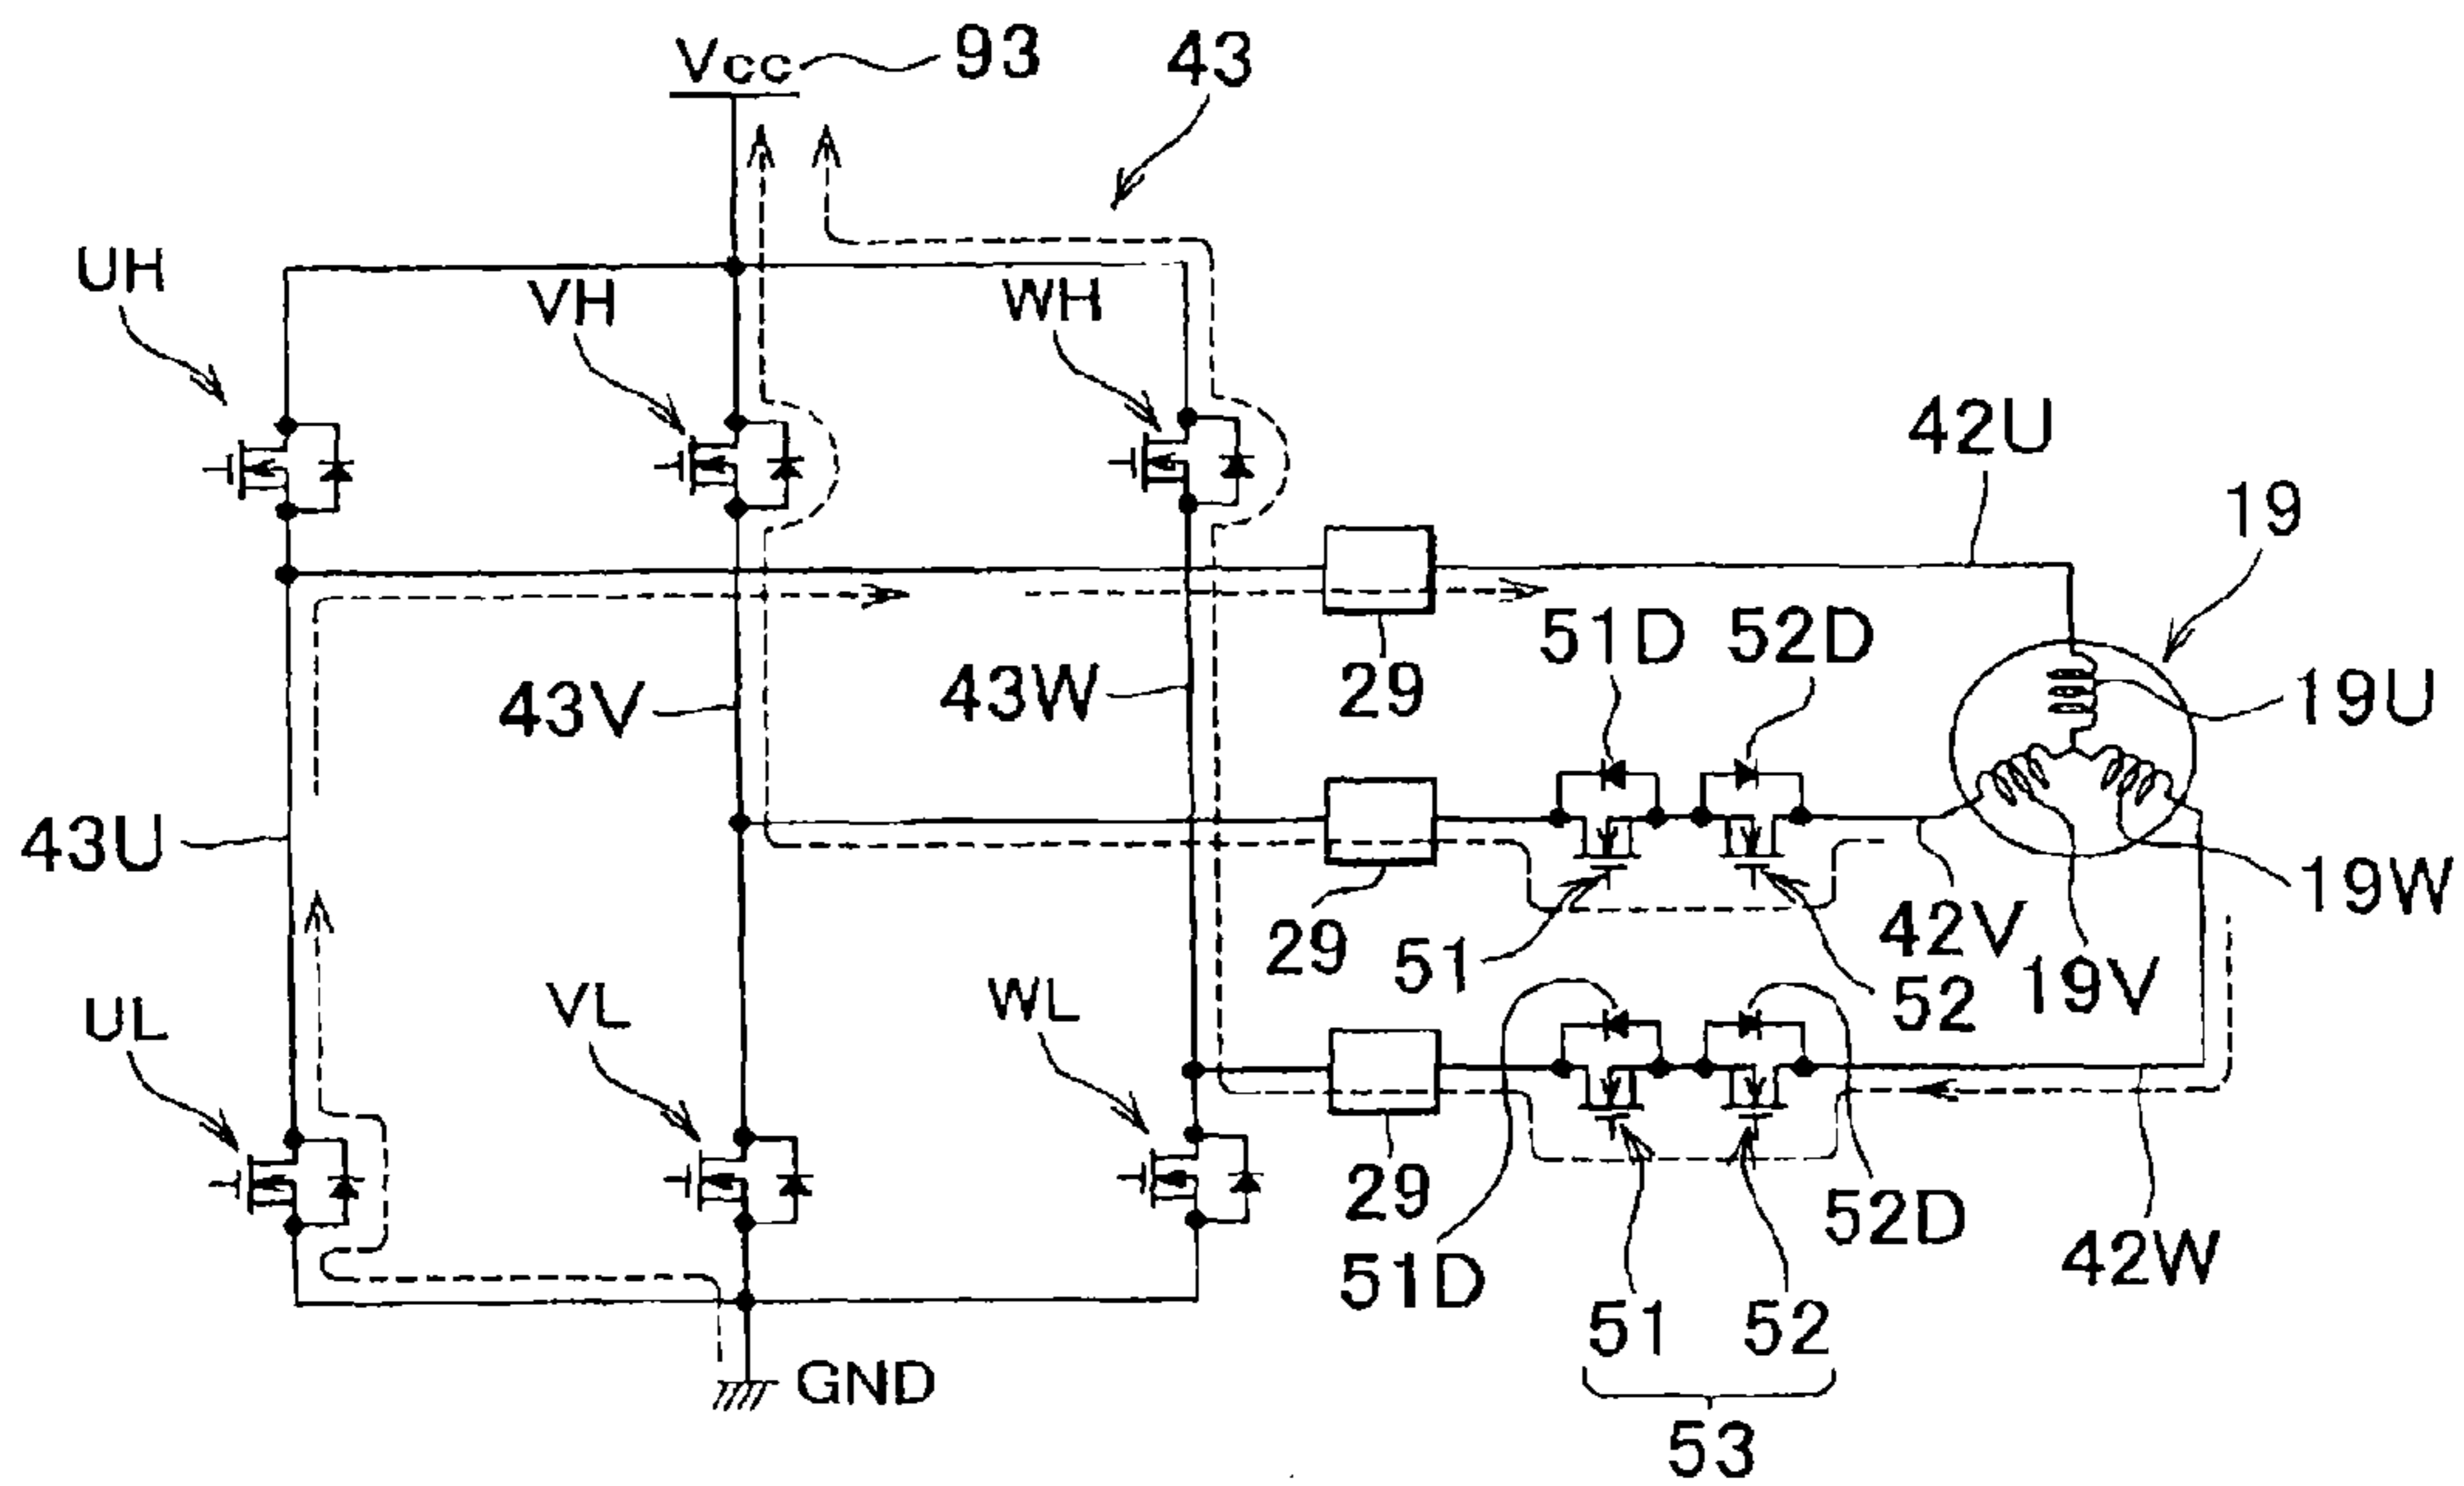 Vcc 93 43
UH VH WH
42U
19
51D 52D
43V 43W 29 19U
43U
19W
29 51 42V
52 19V
UL VL WL
29 52D
51D 42W
51 52
GND
53